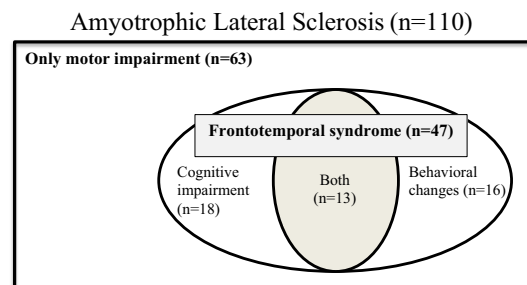 Amyotrophic Lateral Sclerosis (n=110)
Only motor impairment (n=63)
Frontotemporal syndrome (n=47)
Cognitive
impairment
(n=18)
Both
(n=13)
Behavioral
changes (n=16)